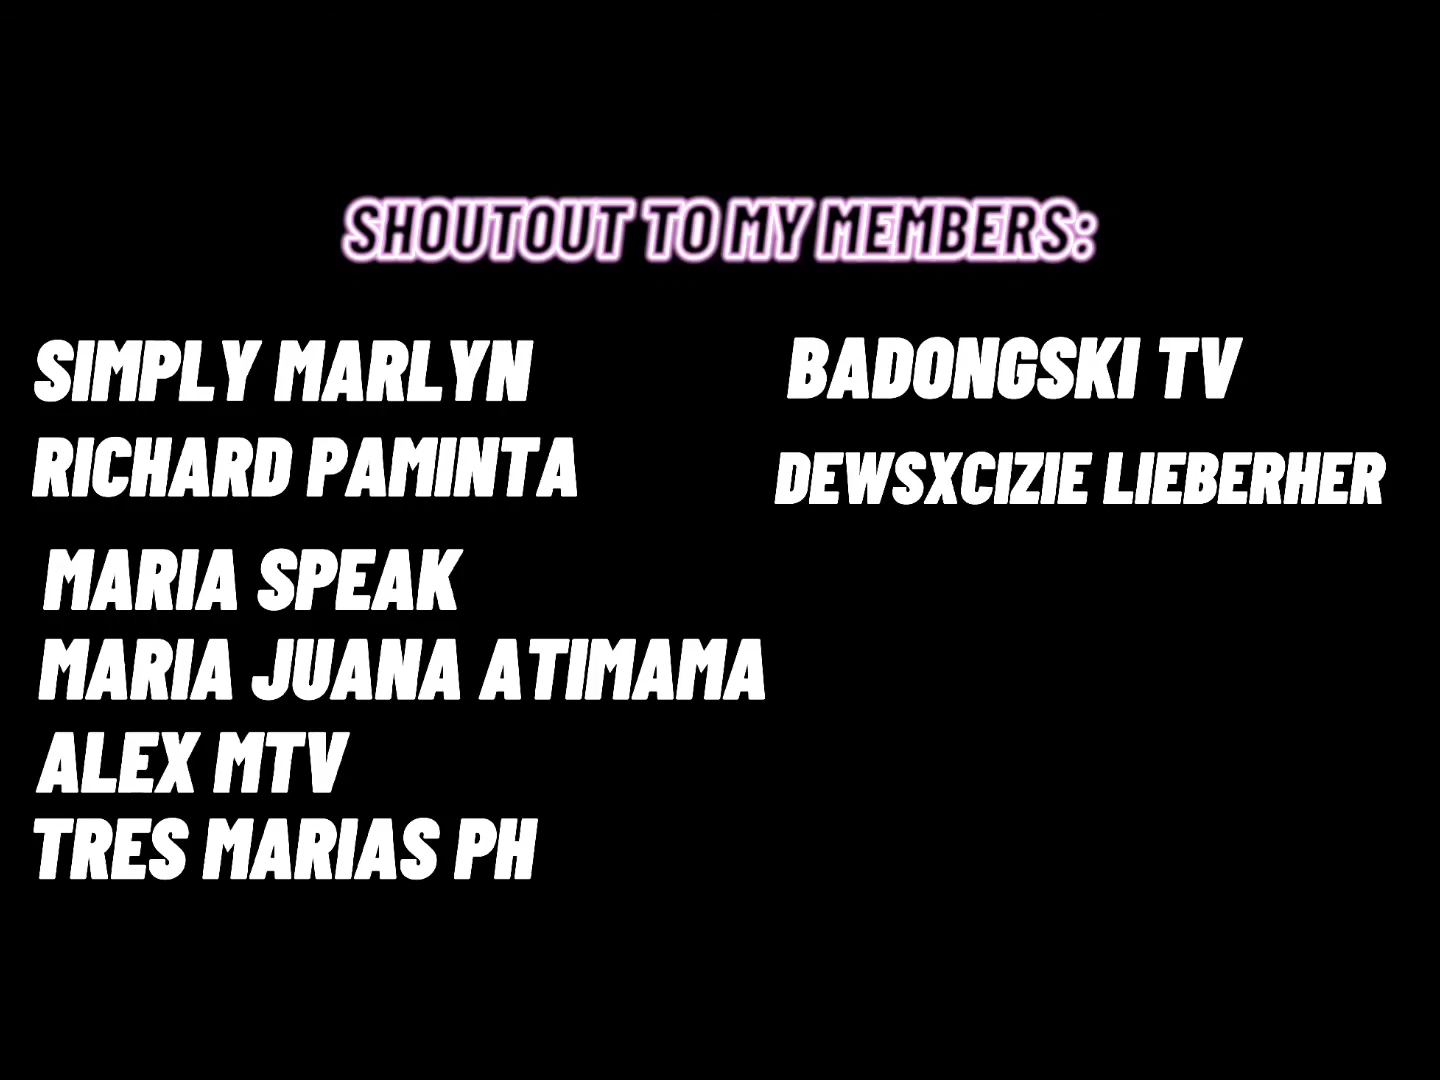 SHOUTOUT TO MY MEMBERS:
SIMPLY MARLYN
RICHARD PAMINTA
MARIA SPEAK
MARIA JUANA ATIMAMA
ALEX MTV
TRES MARIAS PH
BADONGSKI TV
DEWSXCIZIE LIEBERHER